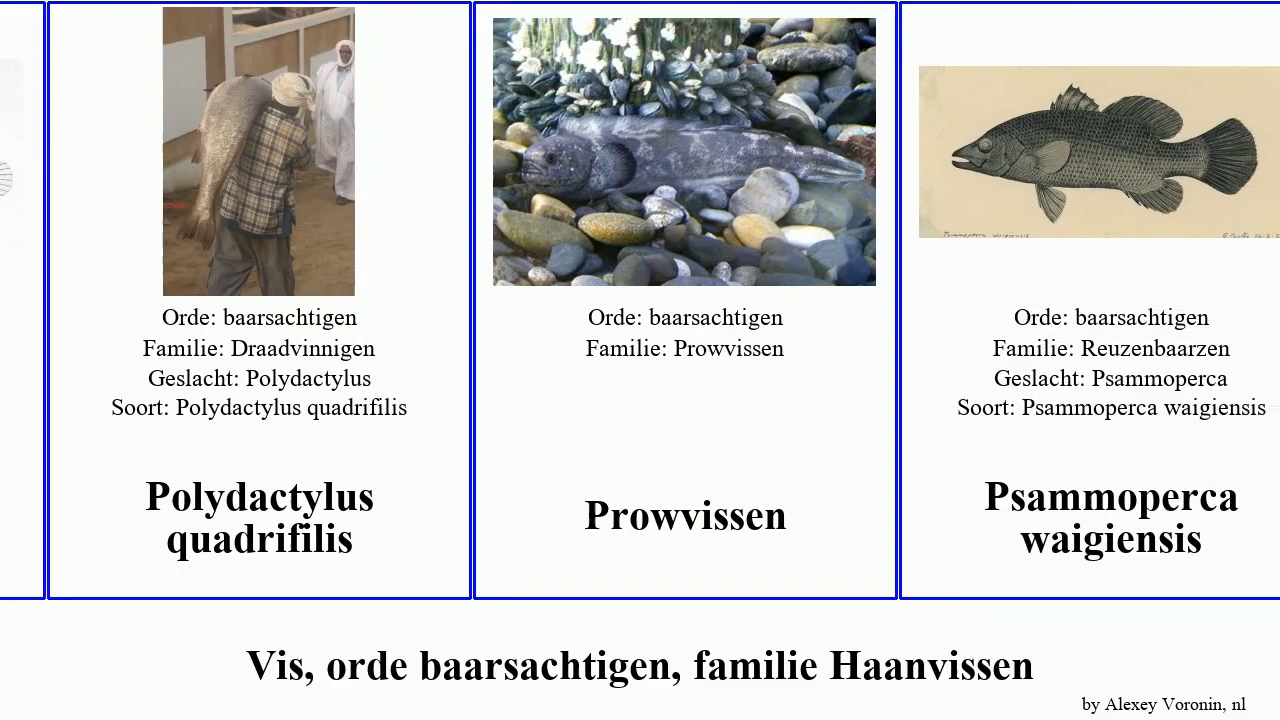 Orde: baarsachtigen
Familie: Draadvinnigen
Geslacht: Polydactylus
Soort: Polydactylus quadrifilis
Polydactylus
quadrifilis
Orde: baarsachtigen
Familie: Prowvissen
Prowvissen
Orde: baarsachtigen
Familie: Reuzenbaarzen
Geslacht: Psammoperca
Soort: Psammoperca waigiensis
Psammoperca
waigiensis
Vis, orde baarsachtigen, familie Haanvissen
by Alexey Voronin, nl